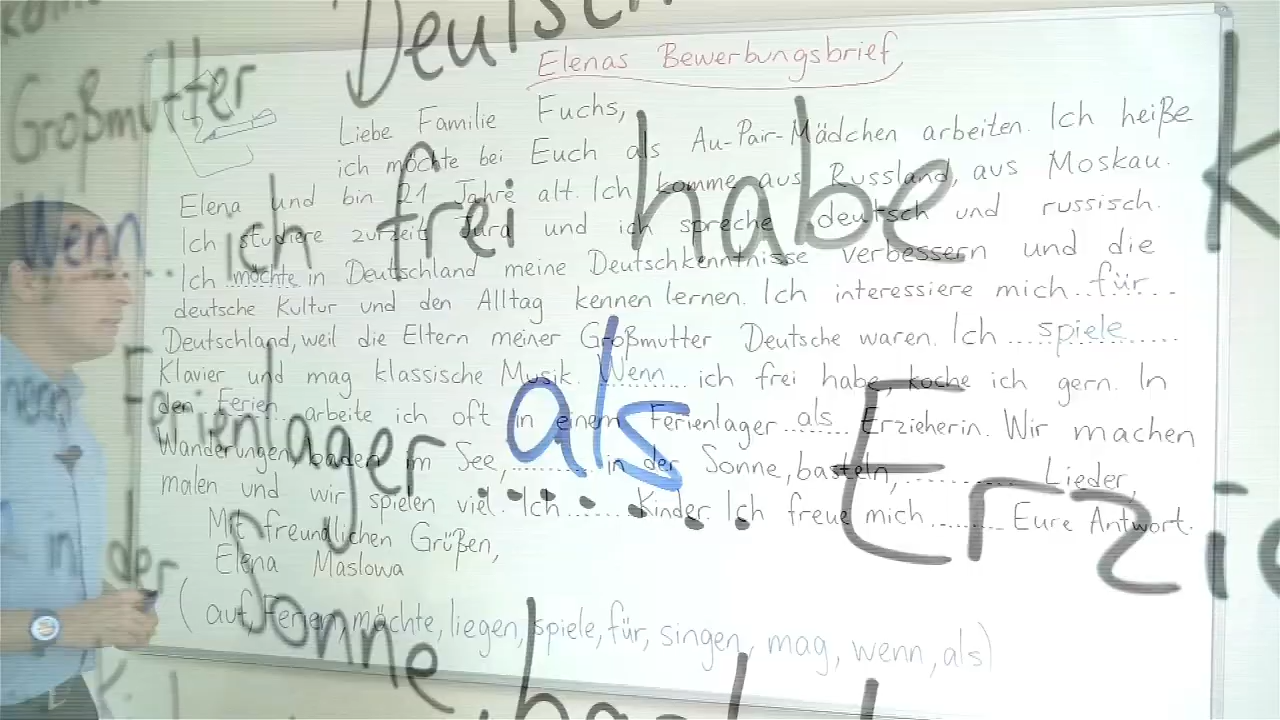 Elenas Bewerbungsbrief
Liebe Familie Fuchs,
ich möchte bei Euch als Au-Pair-Mädchen arbeiten. Ich heiße
Elena und bin 21 Jahre alt. Ich komme aus Russland, aus Moskau.
Ich studiere zurzeit Jura und ich spreche deutsch und russisch.
Ich möchte in Deutschland meine Deutschkenntnisse verbessern und die
deutsche Kultur und den Alltag kennen lernen. Ich interessiere mich ..für...
Deutschland, weil die Eltern meiner Großmutter Deutsche waren. Ich ....spiele......
Klavier und mag klassische Musik. Wenn.... ich frei habe, koche ich gern. In
den Ferien... arbeite ich oft in einem Ferienlager ..als.. Erzieherin. Wir machen
Wanderungen, baden im See,.......... in der Sonne, basteln,............. Lieder,
malen und wir spielen viel. Ich ........ Kinder. Ich freue mich ......... Eure Antwort.
Mit freundlichen Grüßen,
Elena Maslowa
(auf, Ferien, möchte, liegen, spiele, für, singen, mag, wenn, als)
Deutsch
Großmutter
Wenn... ich frei habe
Ferienlager als Erzie
in der Sonne,